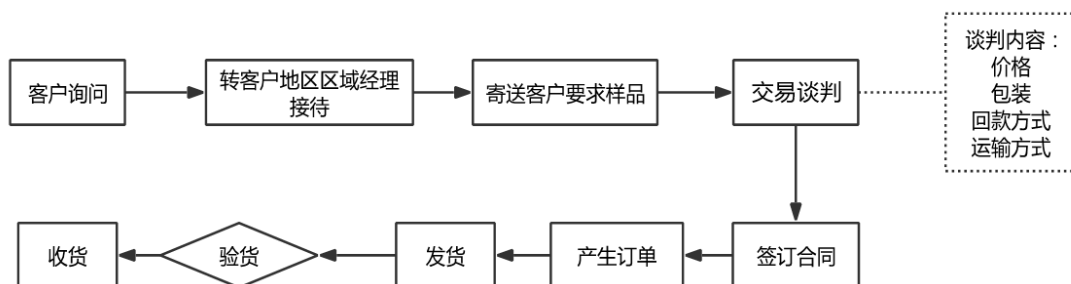 客户询问
转客户地区区域经理
接待
寄送客户要求样品
交易谈判
谈判内容：
价格
包装
回款方式
运输方式
签订合同
产生订单
发货
验货
收货